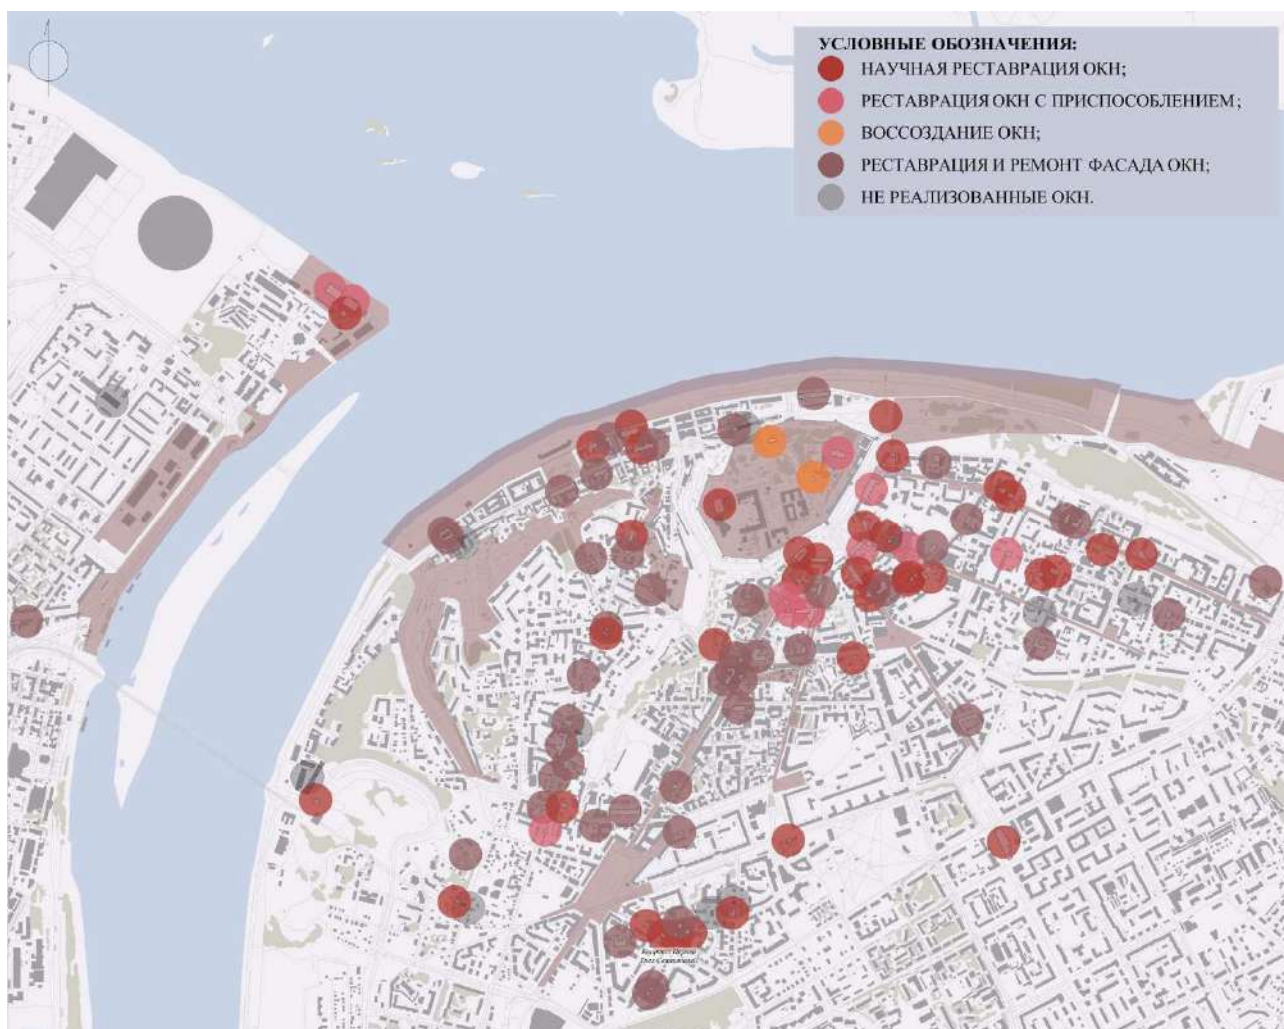 УСЛОВНЫЕ ОБОЗНАЧЕНИЯ:
НАУЧНАЯ РЕСТАВРАЦИЯ ОКН;
РЕСТАВРАЦИЯ ОКН С ПРИСПОСОБЛЕНИЕМ;
ВОССОЗДАНИЕ ОКН;
РЕСТАВРАЦИЯ И РЕМОНТ ФАСАДА ОКН;
НЕ РЕАЛИЗОВАННЫЕ ОКН.